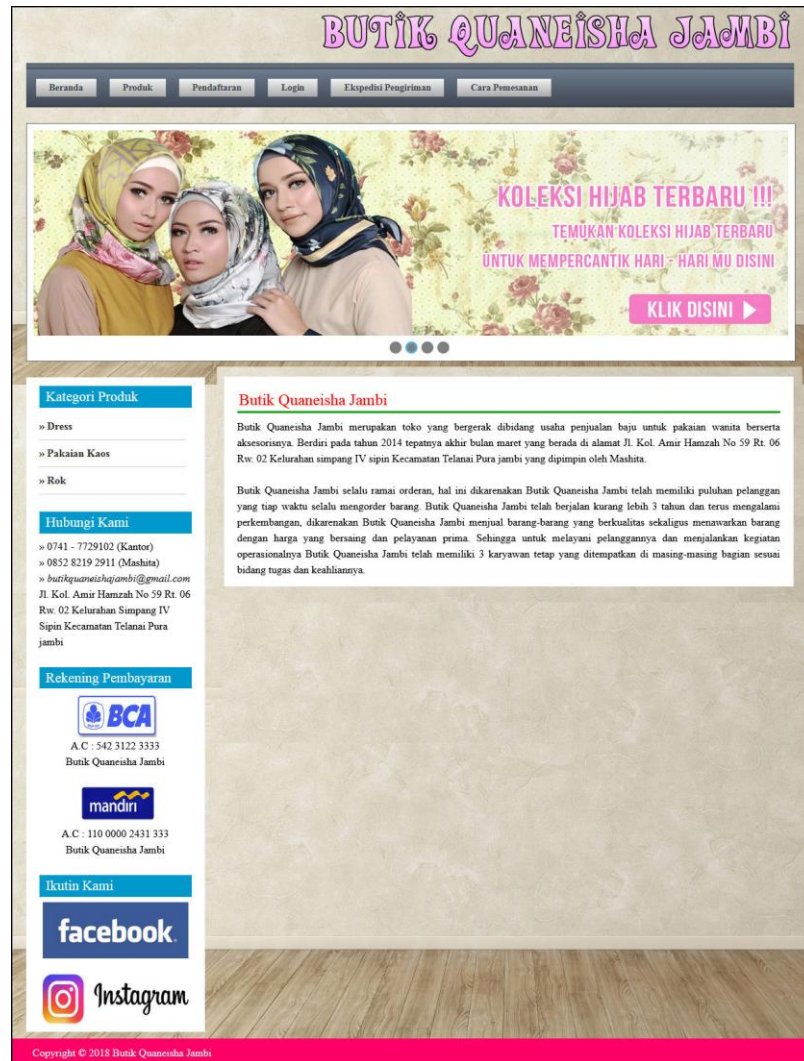 BUTIK QUANEISHA JAMBI
Beranda Produk Pendaftaran Login Ekspedisi Pengiriman Cara Pemesanan
KOLEKSI HIJAB TERBARU !!!
TEMUKAN KOLEKSI HIJAB TERBARU
UNTUK MEMPERCANTIK HARI - HARI MU DISINI
KLIK DISINI
Kategori Produk
» Dress
» Pakaian Kaos
» Rok
Hubungi Kami
» 0741 - 7729102 (Kantor)
» 0852 8219 2911 (Mashita)
» butikquaneishajambi@gmail.com
Jl. Kol. Amir Hamzah No 59 Rt. 06
Rw. 02 Kelurahan Simpang IV
Sipin Kecamatan Telanai Pura
jambi
Rekening Pembayaran
BCA
A.C : 542 3122 3333
Butik Quaneisha Jambi
mandiri
A.C : 110 0000 2431 333
Butik Quaneisha Jambi
Ikutin Kami
facebook
Instagram
Butik Quaneisha Jambi
Butik Quaneisha Jambi merupakan toko yang bergerak dibidang usaha penjualan baju untuk pakaian wanita berserta
aksesorisnya. Berdiri pada tahun 2014 tepatnya akhir bulan maret yang berada di alamat Jl. Kol. Amir Hamzah No 59 Rt. 06
Rw. 02 Kelurahan simpang IV sipin Kecamatan Telanai Pura jambi yang dipimpin oleh Mashita.
Butik Quaneisha Jambi selalu ramai orderan, hal ini dikarenakan Butik Quaneisha Jambi telah memiliki puluhan pelanggan
yang tiap waktu selalu mengorder barang. Butik Quaneisha Jambi telah berjalan kurang lebih 3 tahun dan terus mengalami
perkembangan, dikarenakan Butik Quaneisha Jambi menjual barang-barang yang berkualitas sekaligus menawarkan barang
dengan harga yang bersaing dan pelayanan prima. Sehingga untuk melayani pelanggannya dan menjalankan kegiatan
operasionalnya Butik Quaneisha Jambi telah memiliki 3 karyawan tetap yang ditempatkan di masing-masing bagian sesuai
bidang tugas dan keahliannya.
Copyright © 2018 Butik Quaneisha Jambi